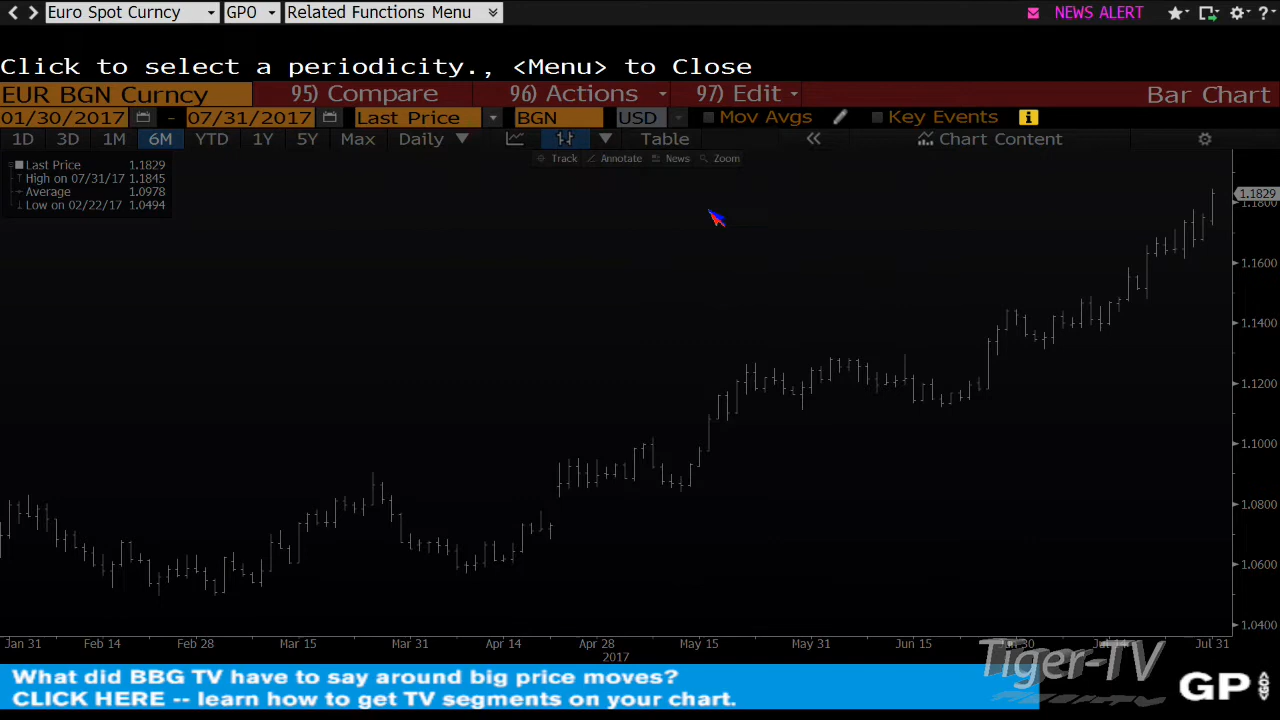 Euro Spot Curncy GPO Related Functions Menu NEWS ALERT ?
Click to select a periodicity., <Menu> to Close
EUR BGN Curncy 95) Compare 96) Actions 97) Edit Bar Chart
01/30/2017 - 07/31/2017 Last Price BGN USD Mov Avgs Key Events i
1D 3D 1M 6M YTD 1Y 5Y Max Daily Table « Chart Content
Track Annotate News Zoom
Last Price 1.1829
High on 07/31/17 1.1845
Average 1.0978
Low on 02/22/17 1.0494
1.1829
1.1800
1.1600
1.1400
1.1200
1.1000
1.0800
1.0600
1.0400
Jan 31 Feb 14 Feb 28 Mar 15 Mar 31 Apr 14 Apr 28 May 15 May 31 Jun 15 Jun 30 Jul 14 Jul 31
2017
Tiger-TV
What did BBG TV have to say around big price moves?
CLICK HERE -- learn how to get TV segments on your chart.
GP GO